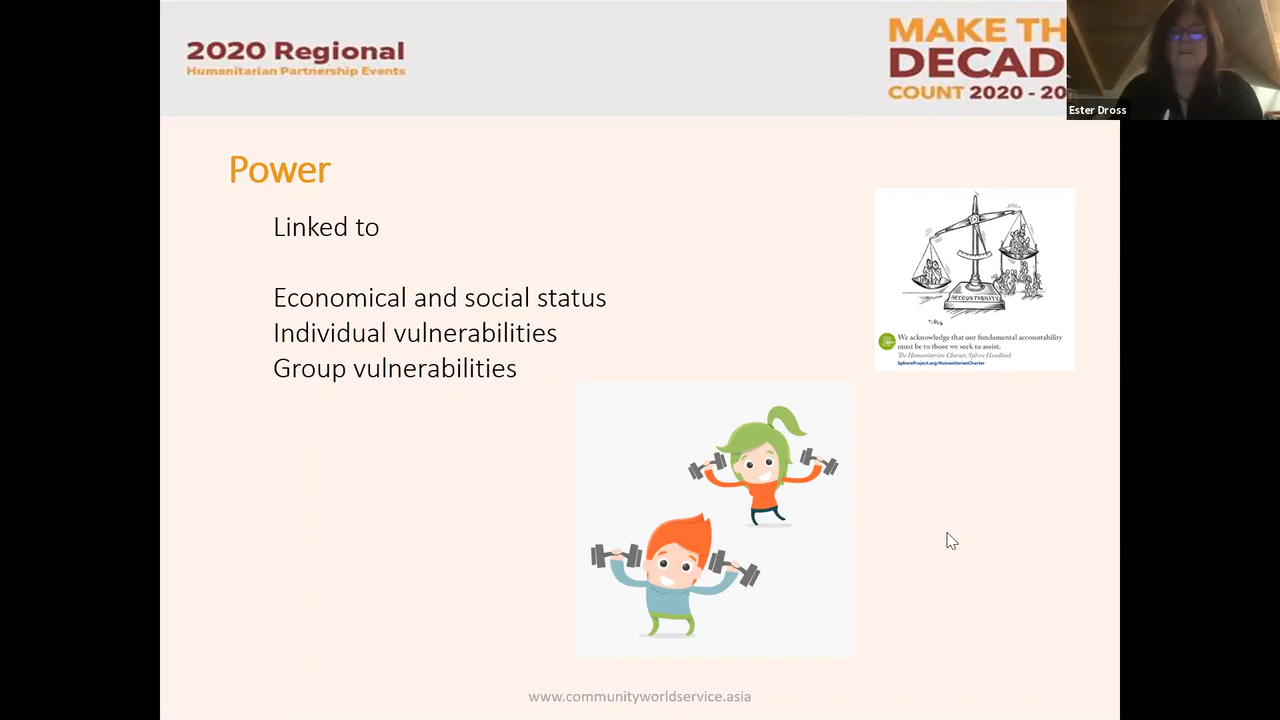 2020 Regional
Humanitarian Partnership Events
MAKE TH
DECAD
COUNT 2020 - 20
Ester Dross
Power
Linked to
Economical and social status
Individual vulnerabilities
Group vulnerabilities
ACCOUNTABILITY
We acknowledge that our fundamental accountability
must be to those we seek to assist.
The Humanitarian Charter, Sphere Handbook
SphereProject.org/HumanitarianCharter
www.communityworldservice.asia